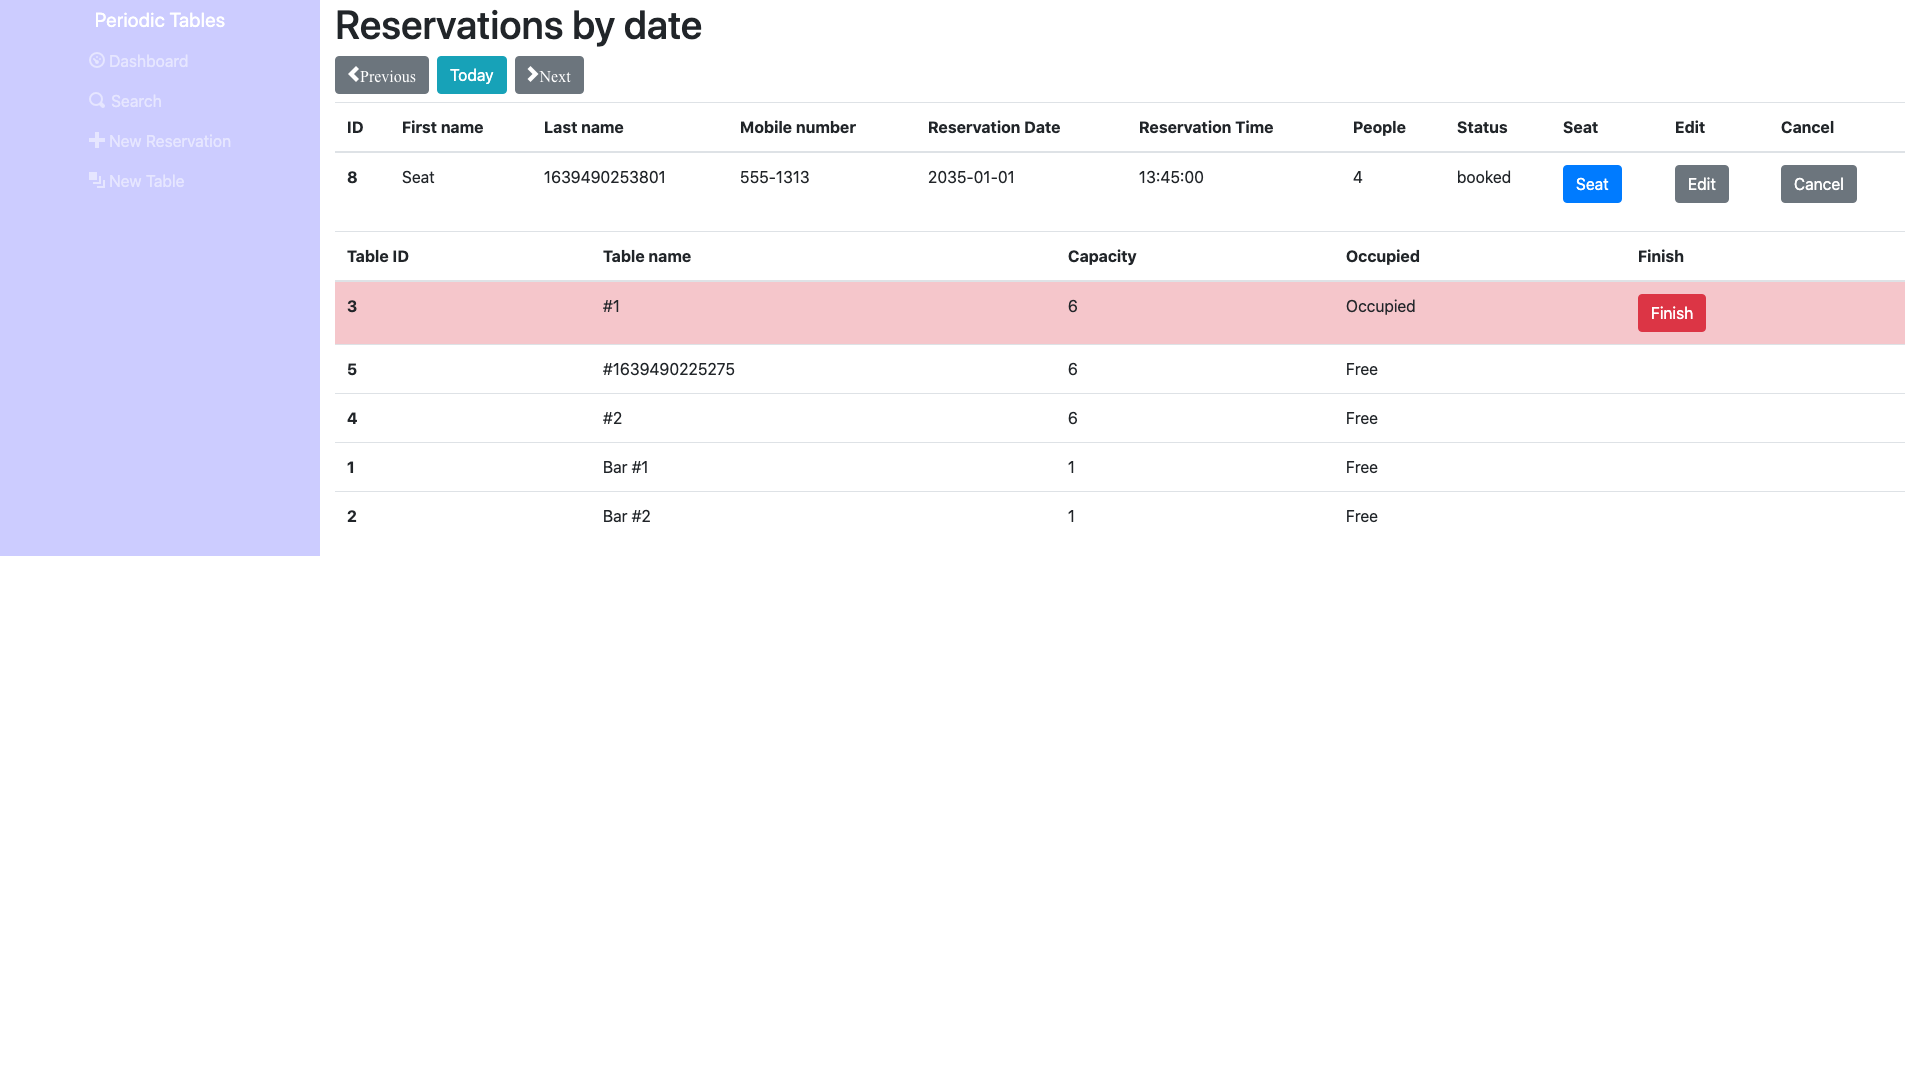 Periodic Tables
Dashboard
Search
New Reservation
New Table
Reservations by date
Previous Today Next
ID First name Last name Mobile number Reservation Date Reservation Time People Status Seat Edit Cancel
8 Seat 1639490253801 555-1313 2035-01-01 13:45:00 4 booked Seat Edit Cancel
Table ID Table name Capacity Occupied Finish
3 #1 6 Occupied Finish
5 #1639490225275 6 Free
4 #2 6 Free
1 Bar #1 1 Free
2 Bar #2 1 Free